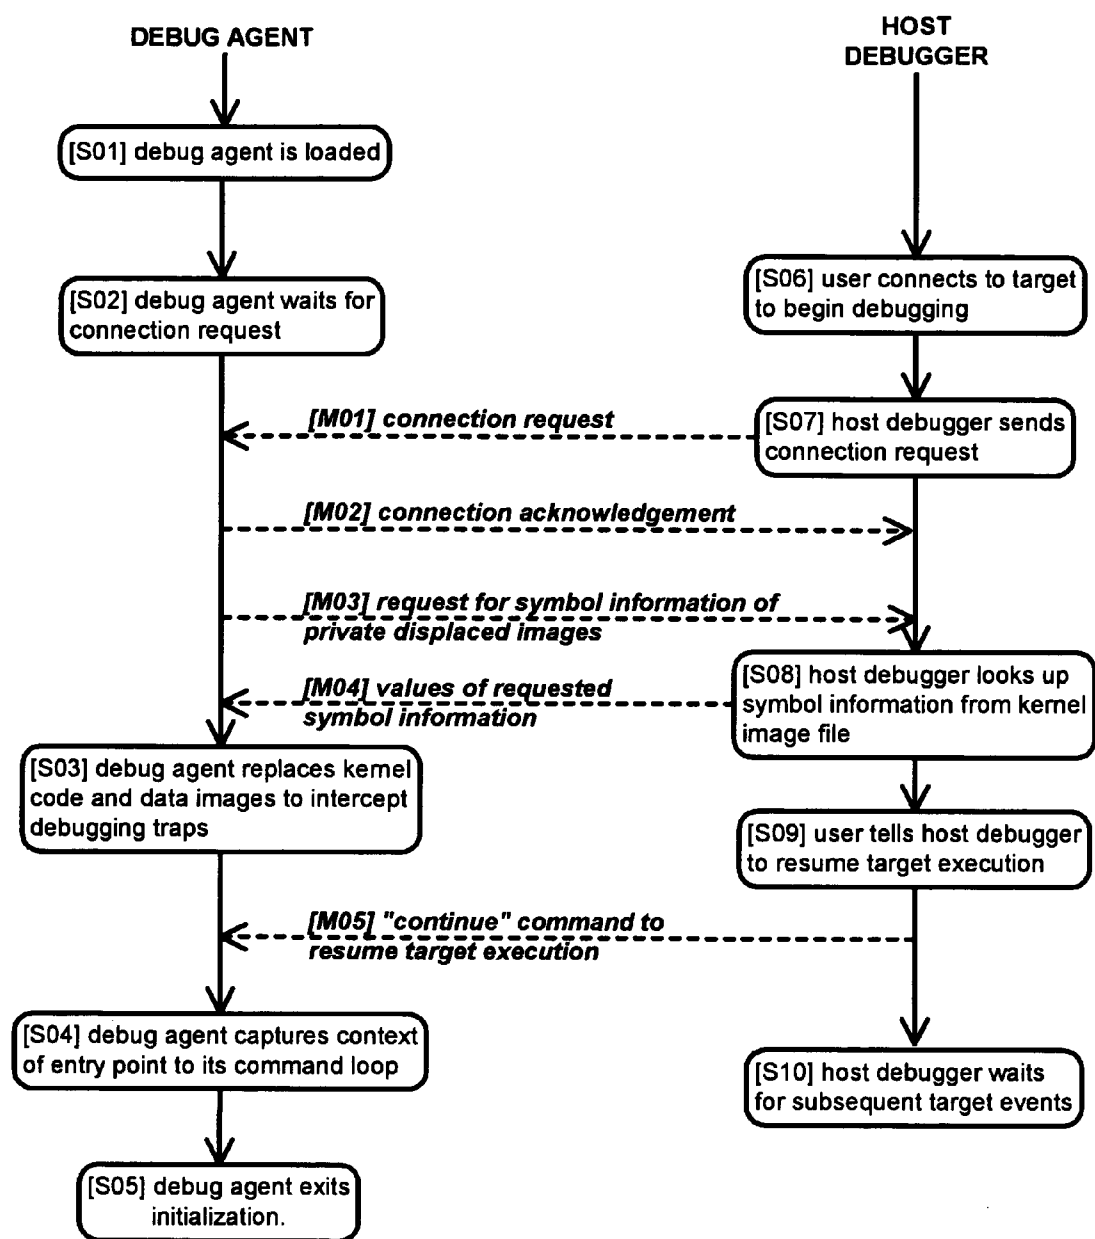 DEBUG AGENT
HOST
DEBUGGER
[S01] debug agent is loaded
[S02] debug agent waits for
connection request
[S06] user connects to target
to begin debugging
[M01] connection request
[S07] host debugger sends
connection request
[M02] connection acknowledgement
[M03] request for symbol information of
private displaced images
[M04] values of requested
symbol information
[S08] host debugger looks up
symbol information from kernel
image file
[S03] debug agent replaces kernel
code and data images to intercept
debugging traps
[S09] user tells host debugger
to resume target execution
[M05] "continue" command to
resume target execution
[S04] debug agent captures context
of entry point to its command loop
[S10] host debugger waits
for subsequent target events
[S05] debug agent exits
initialization.